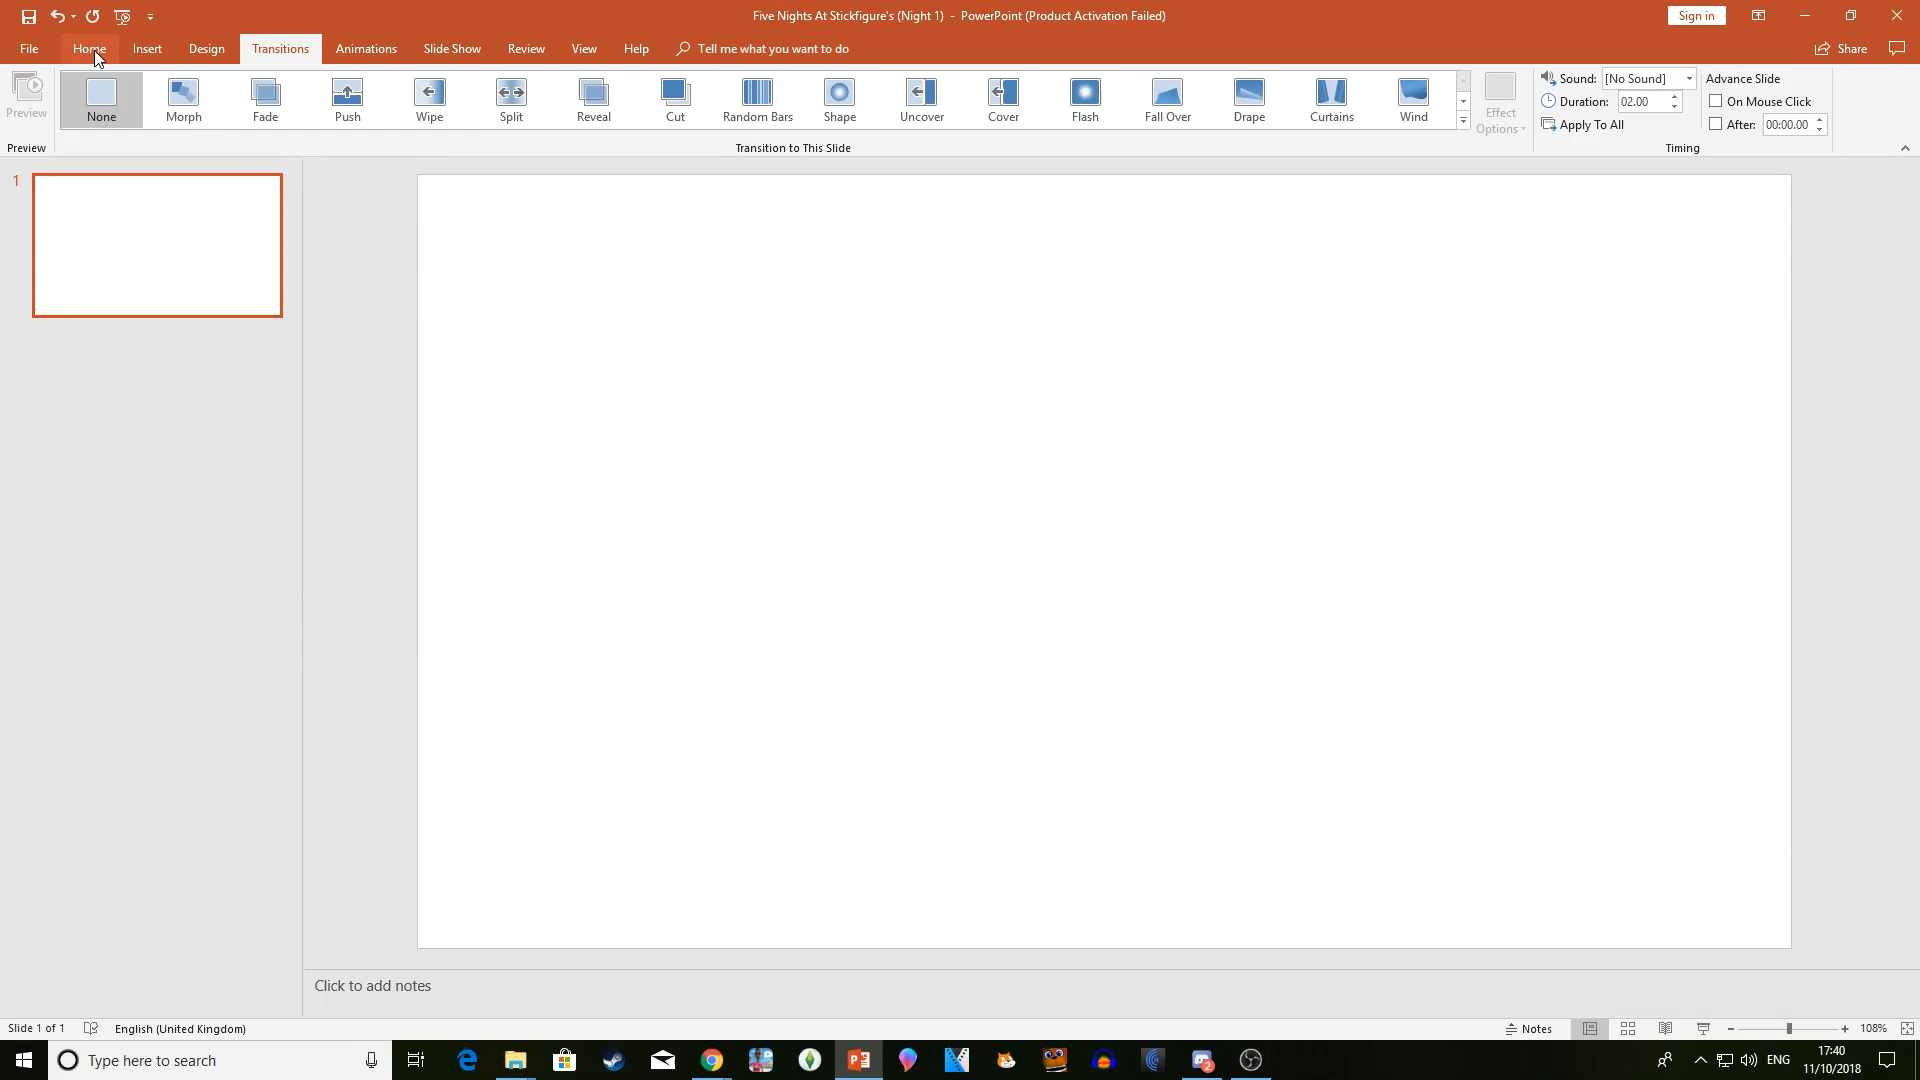 Five Nights At Stickfigure's (Night 1)  -  PowerPoint (Product Activation Failed)
Sign in
File Home Insert Design Transitions Animations Slide Show Review View Help Tell me what you want to do Share
Preview
None Morph Fade Push Wipe Split Reveal Cut Random Bars Shape Uncover Cover Flash Fall Over Drape Curtains Wind
Effect
Options
Sound: [No Sound] Advance Slide
Duration: 02.00 On Mouse Click
Apply To All After: 00:00.00
Preview Transition to This Slide Timing
1
Click to add notes
Slide 1 of 1 English (United Kingdom) Notes 108%
Type here to search
2
ENG
17:40
11/10/2018